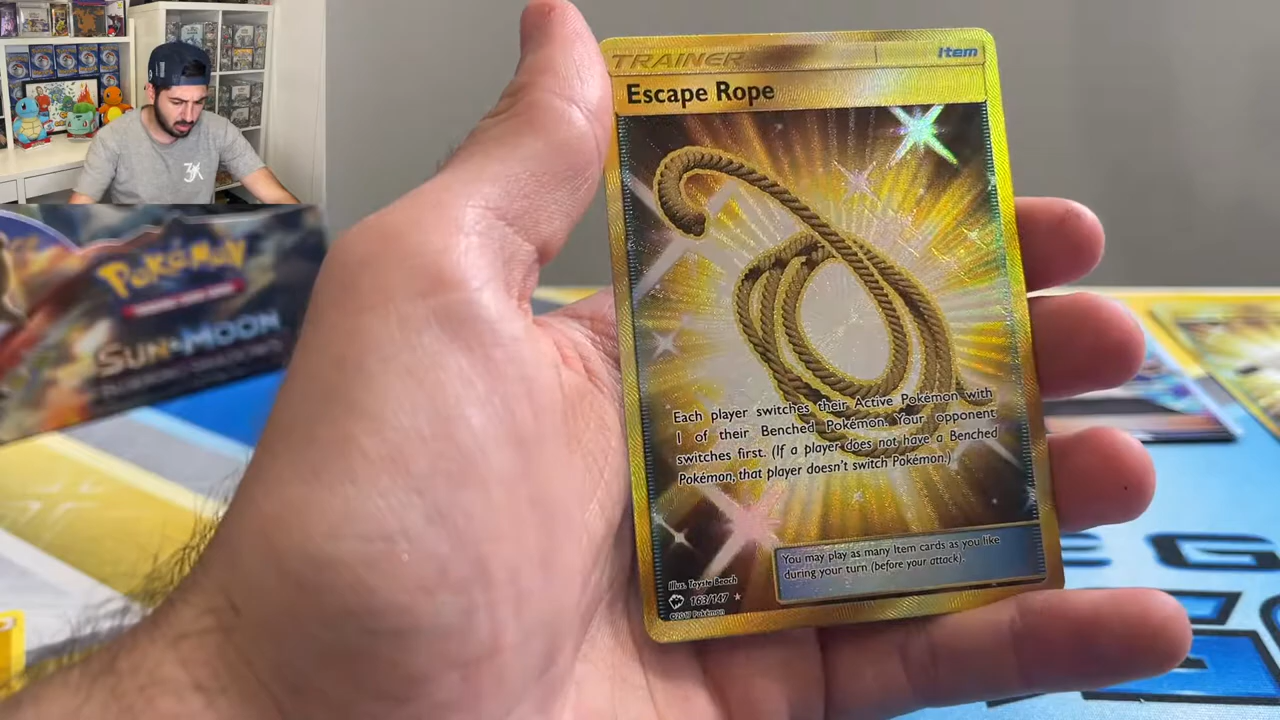 TRAINER
Item
Escape Rope
Each player switches their Active Pokémon with
1 of their Benched Pokémon. Your opponent
switches first. (If a player does not have a Benched
Pokémon, that player doesn't switch Pokémon.)
You may play as many Item cards as you like
during your turn (before your attack).
Illus. Toyste Beach
163/147
©2017 Pokémon
POKÉMON
SUN & MOON